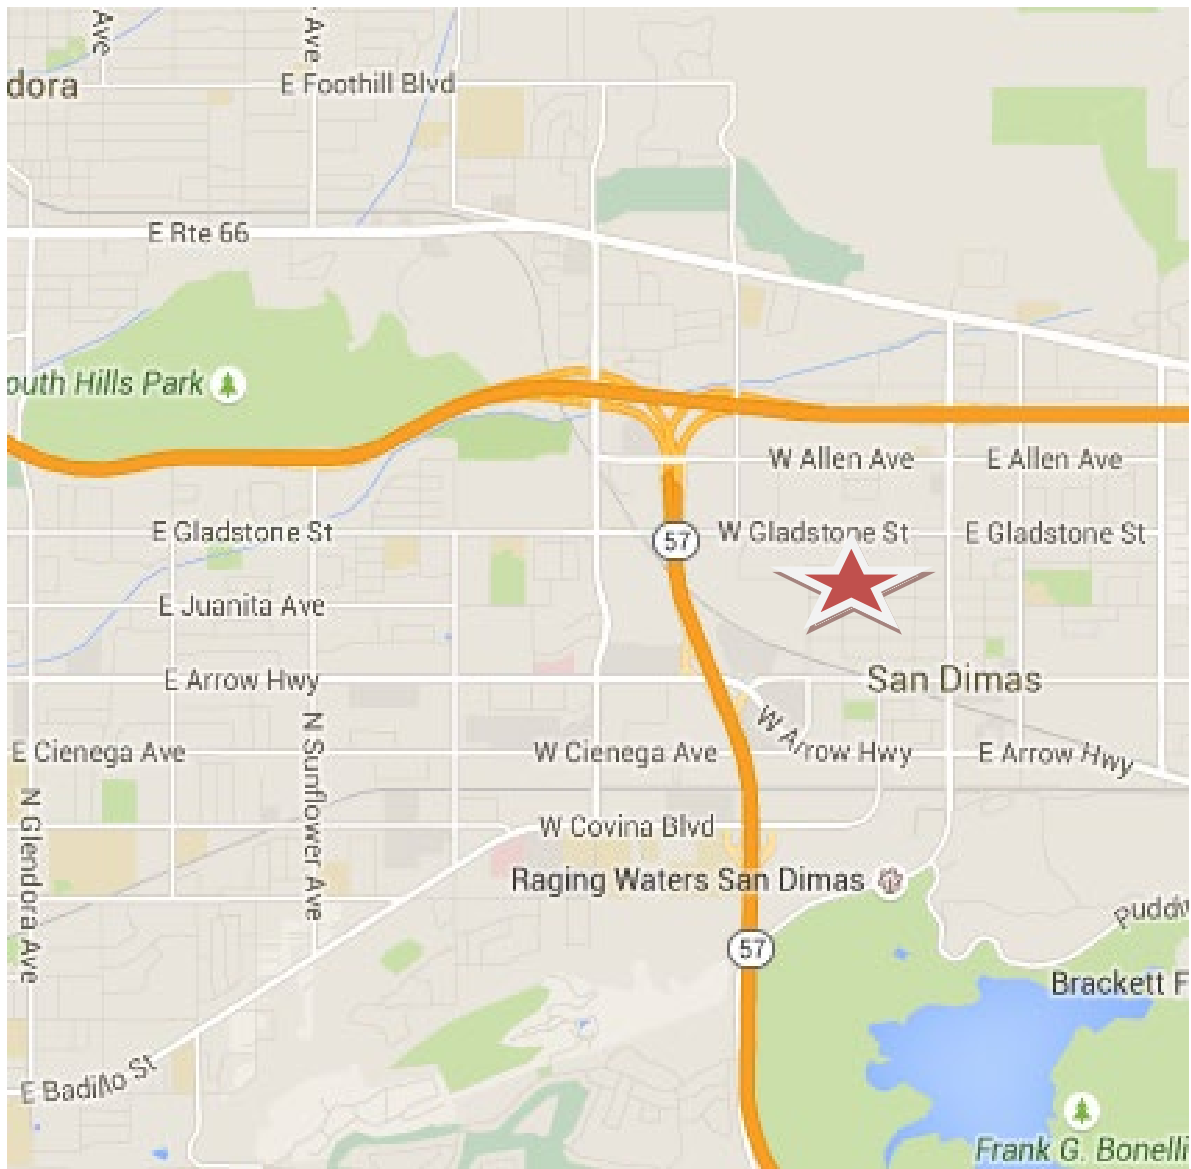 Ave
Ave
dora
E Foothill Blvd
E Rte 66
outh Hills Park
W Allen Ave
E Allen Ave
E Gladstone St
57
W Gladstone St
E Gladstone St
E Juanita Ave
E Arrow Hwy
San Dimas
N Sunflower Ave
W Arrow Hwy
E Cienega Ave
W Cienega Ave
E Arrow Hwy
N Glendora Ave
W Covina Blvd
Raging Waters San Dimas
Puddi
57
Brackett F
E Badillo St
Frank G. Bonelli